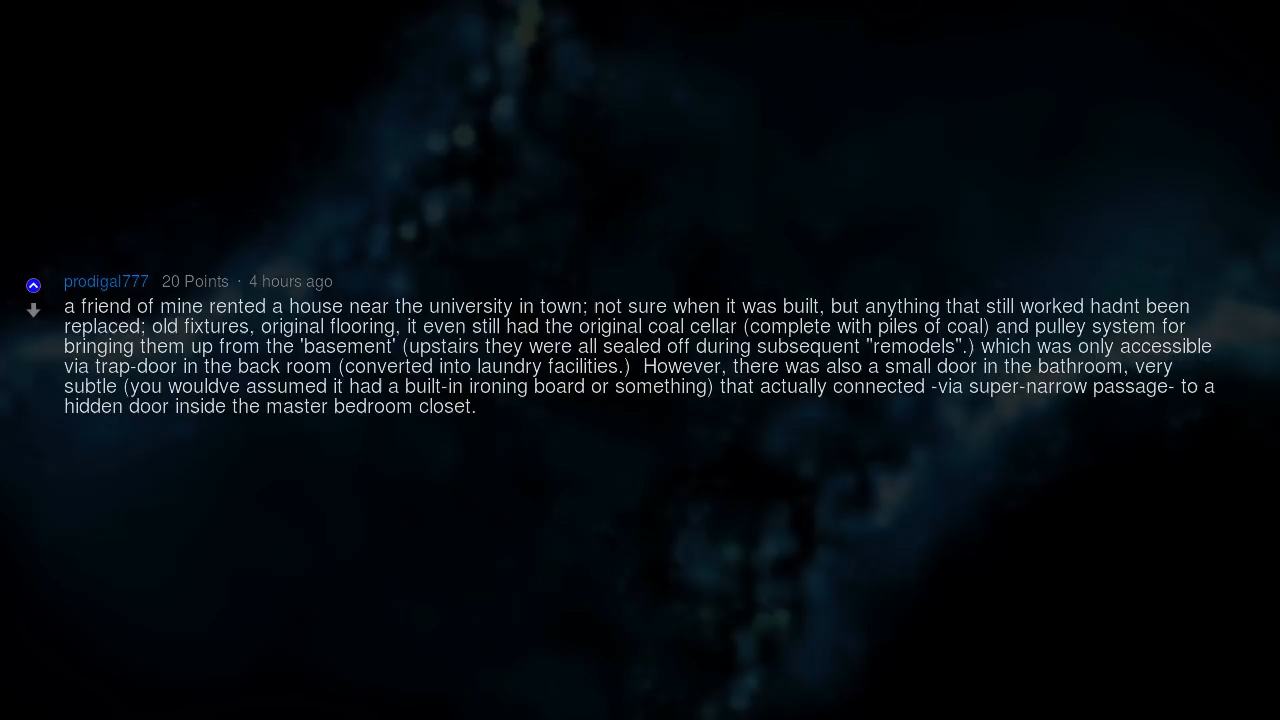 prodigal777 20 Points · 4 hours ago
a friend of mine rented a house near the university in town; not sure when it was built, but anything that still worked hadnt been
replaced; old fixtures, original flooring, it even still had the original coal cellar (complete with piles of coal) and pulley system for
bringing them up from the 'basement' (upstairs they were all sealed off during subsequent "remodels".) which was only accessible
via trap-door in the back room (converted into laundry facilities.)  However, there was also a small door in the bathroom, very
subtle (you wouldve assumed it had a built-in ironing board or something) that actually connected -via super-narrow passage- to a
hidden door inside the master bedroom closet.